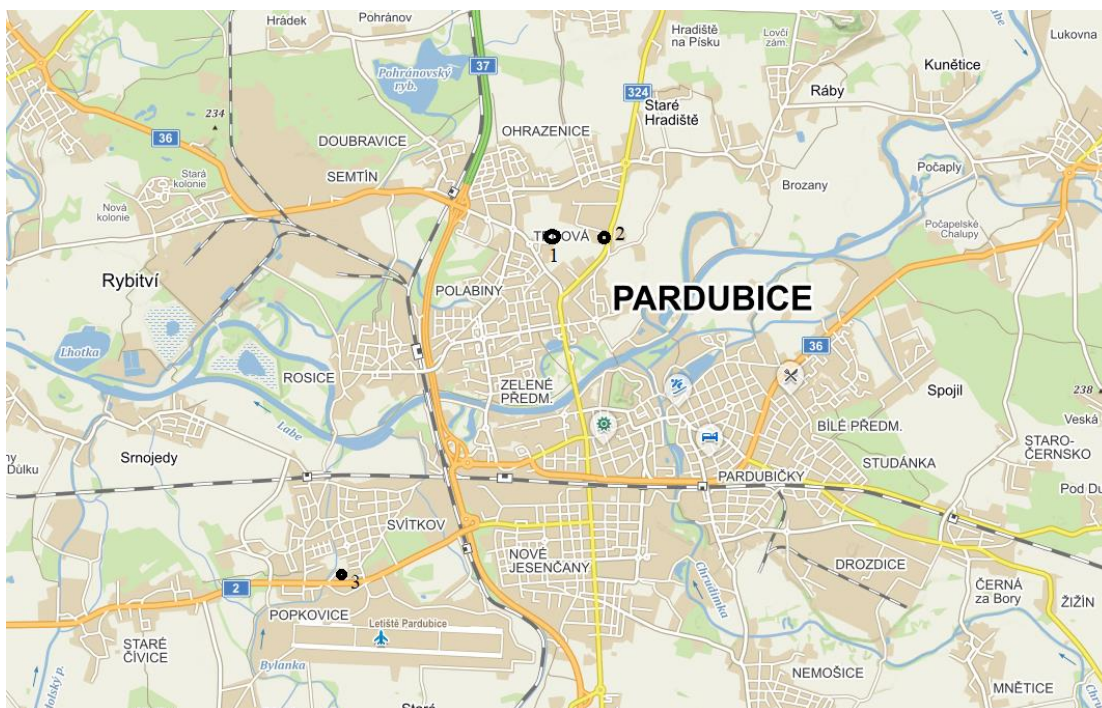 Hrádek
Pohránov
Hradiště
na Písku
Lovčí
zám.
Labe
Lukovna
Kunětice
37
Pohránovský
ryb.
324
Ráby
Staré
Hradiště
234
36
DOUBRAVICE
OHRAZENICE
SEMTÍN
Stará
kolonie
Nová
kolonie
Počaply
Brozany
Počapelské
Chalupy
1
2
Rybitví
POLABINY
PARDUBICE
Lhotka
36
ROSICE
ZELENÉ
PŘEDM.
Spojil
238
Labe
Veská
BÍLÉ PŘEDM.
Srnojedy
STARO-
ČERNSKO
Důlku
STUDÁNKA
PARDUBIČKY
Pod Du
SVÍTKOV
NOVÉ
JESENČANY
DROZDICE
3
2
Chrudimka
ČERNÁ
za Bory
ŽIŽÍN
POPKOVICE
Letiště Pardubice
STARÉ
ČÍVICE
Bylanka
NEMOŠICE
MNĚTICE